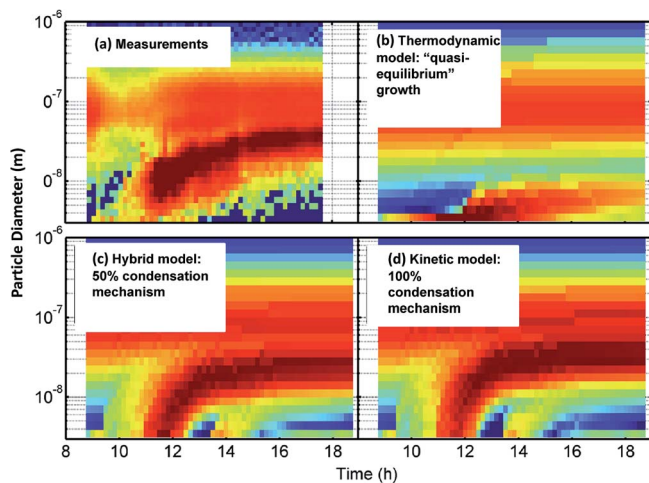 10-6
(a) Measurements
(b) Thermodynamic
model: "quasi-
equilibrium"
growth
0-7
0-8
Particle Diameter (m)
10-6
(c) Hybrid model:
50% condensation
mechanism
(d) Kinetic model:
100%
condensation
mechanism
10-7
10-8
8 10 12 14 16 18 10 12 14 16 18
Time (h)